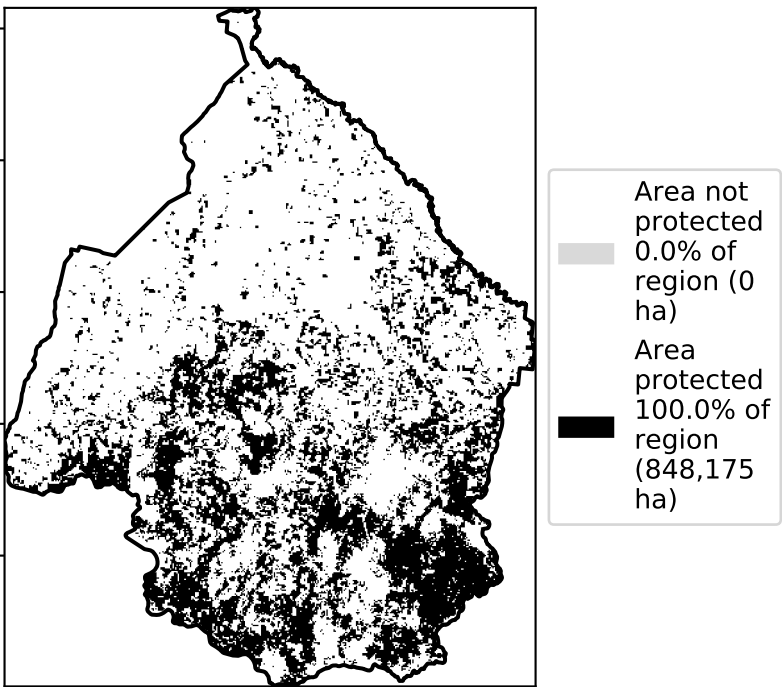 Area not
protected
0.0% of
region (0
ha)
Area
protected
100.0% of
region
(848,175
ha)